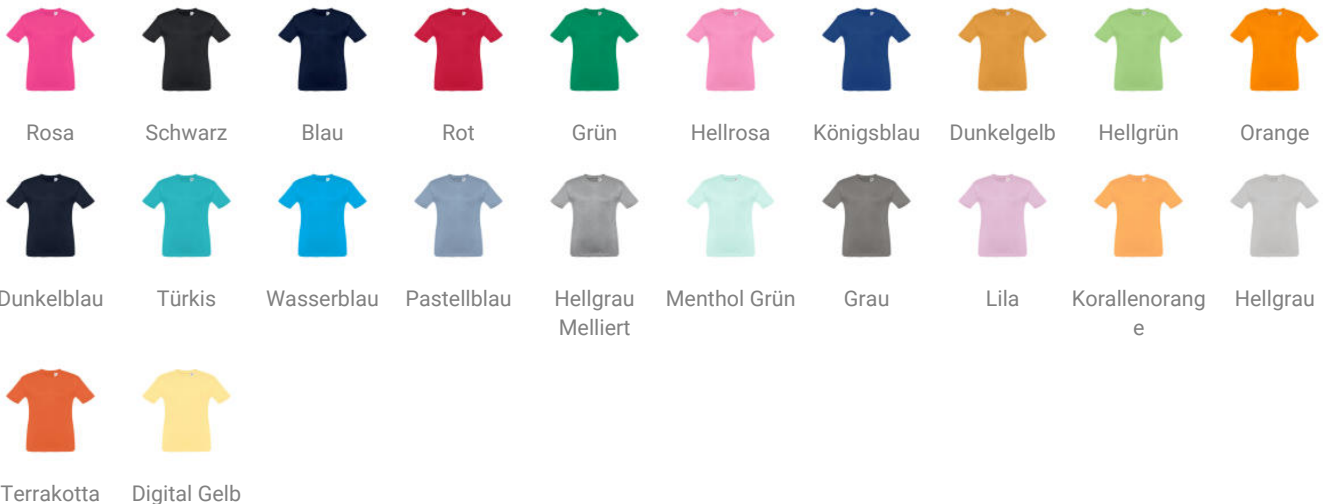 Rosa Schwarz Blau Rot Grün Hellrosa Königsblau Dunkelgelb Hellgrün Orange
Dunkelblau Türkis Wasserblau Pastellblau Hellgrau Menthol Grün Grau Lila Korallenorang Hellgrau
Melliert e
Terrakotta Digital Gelb